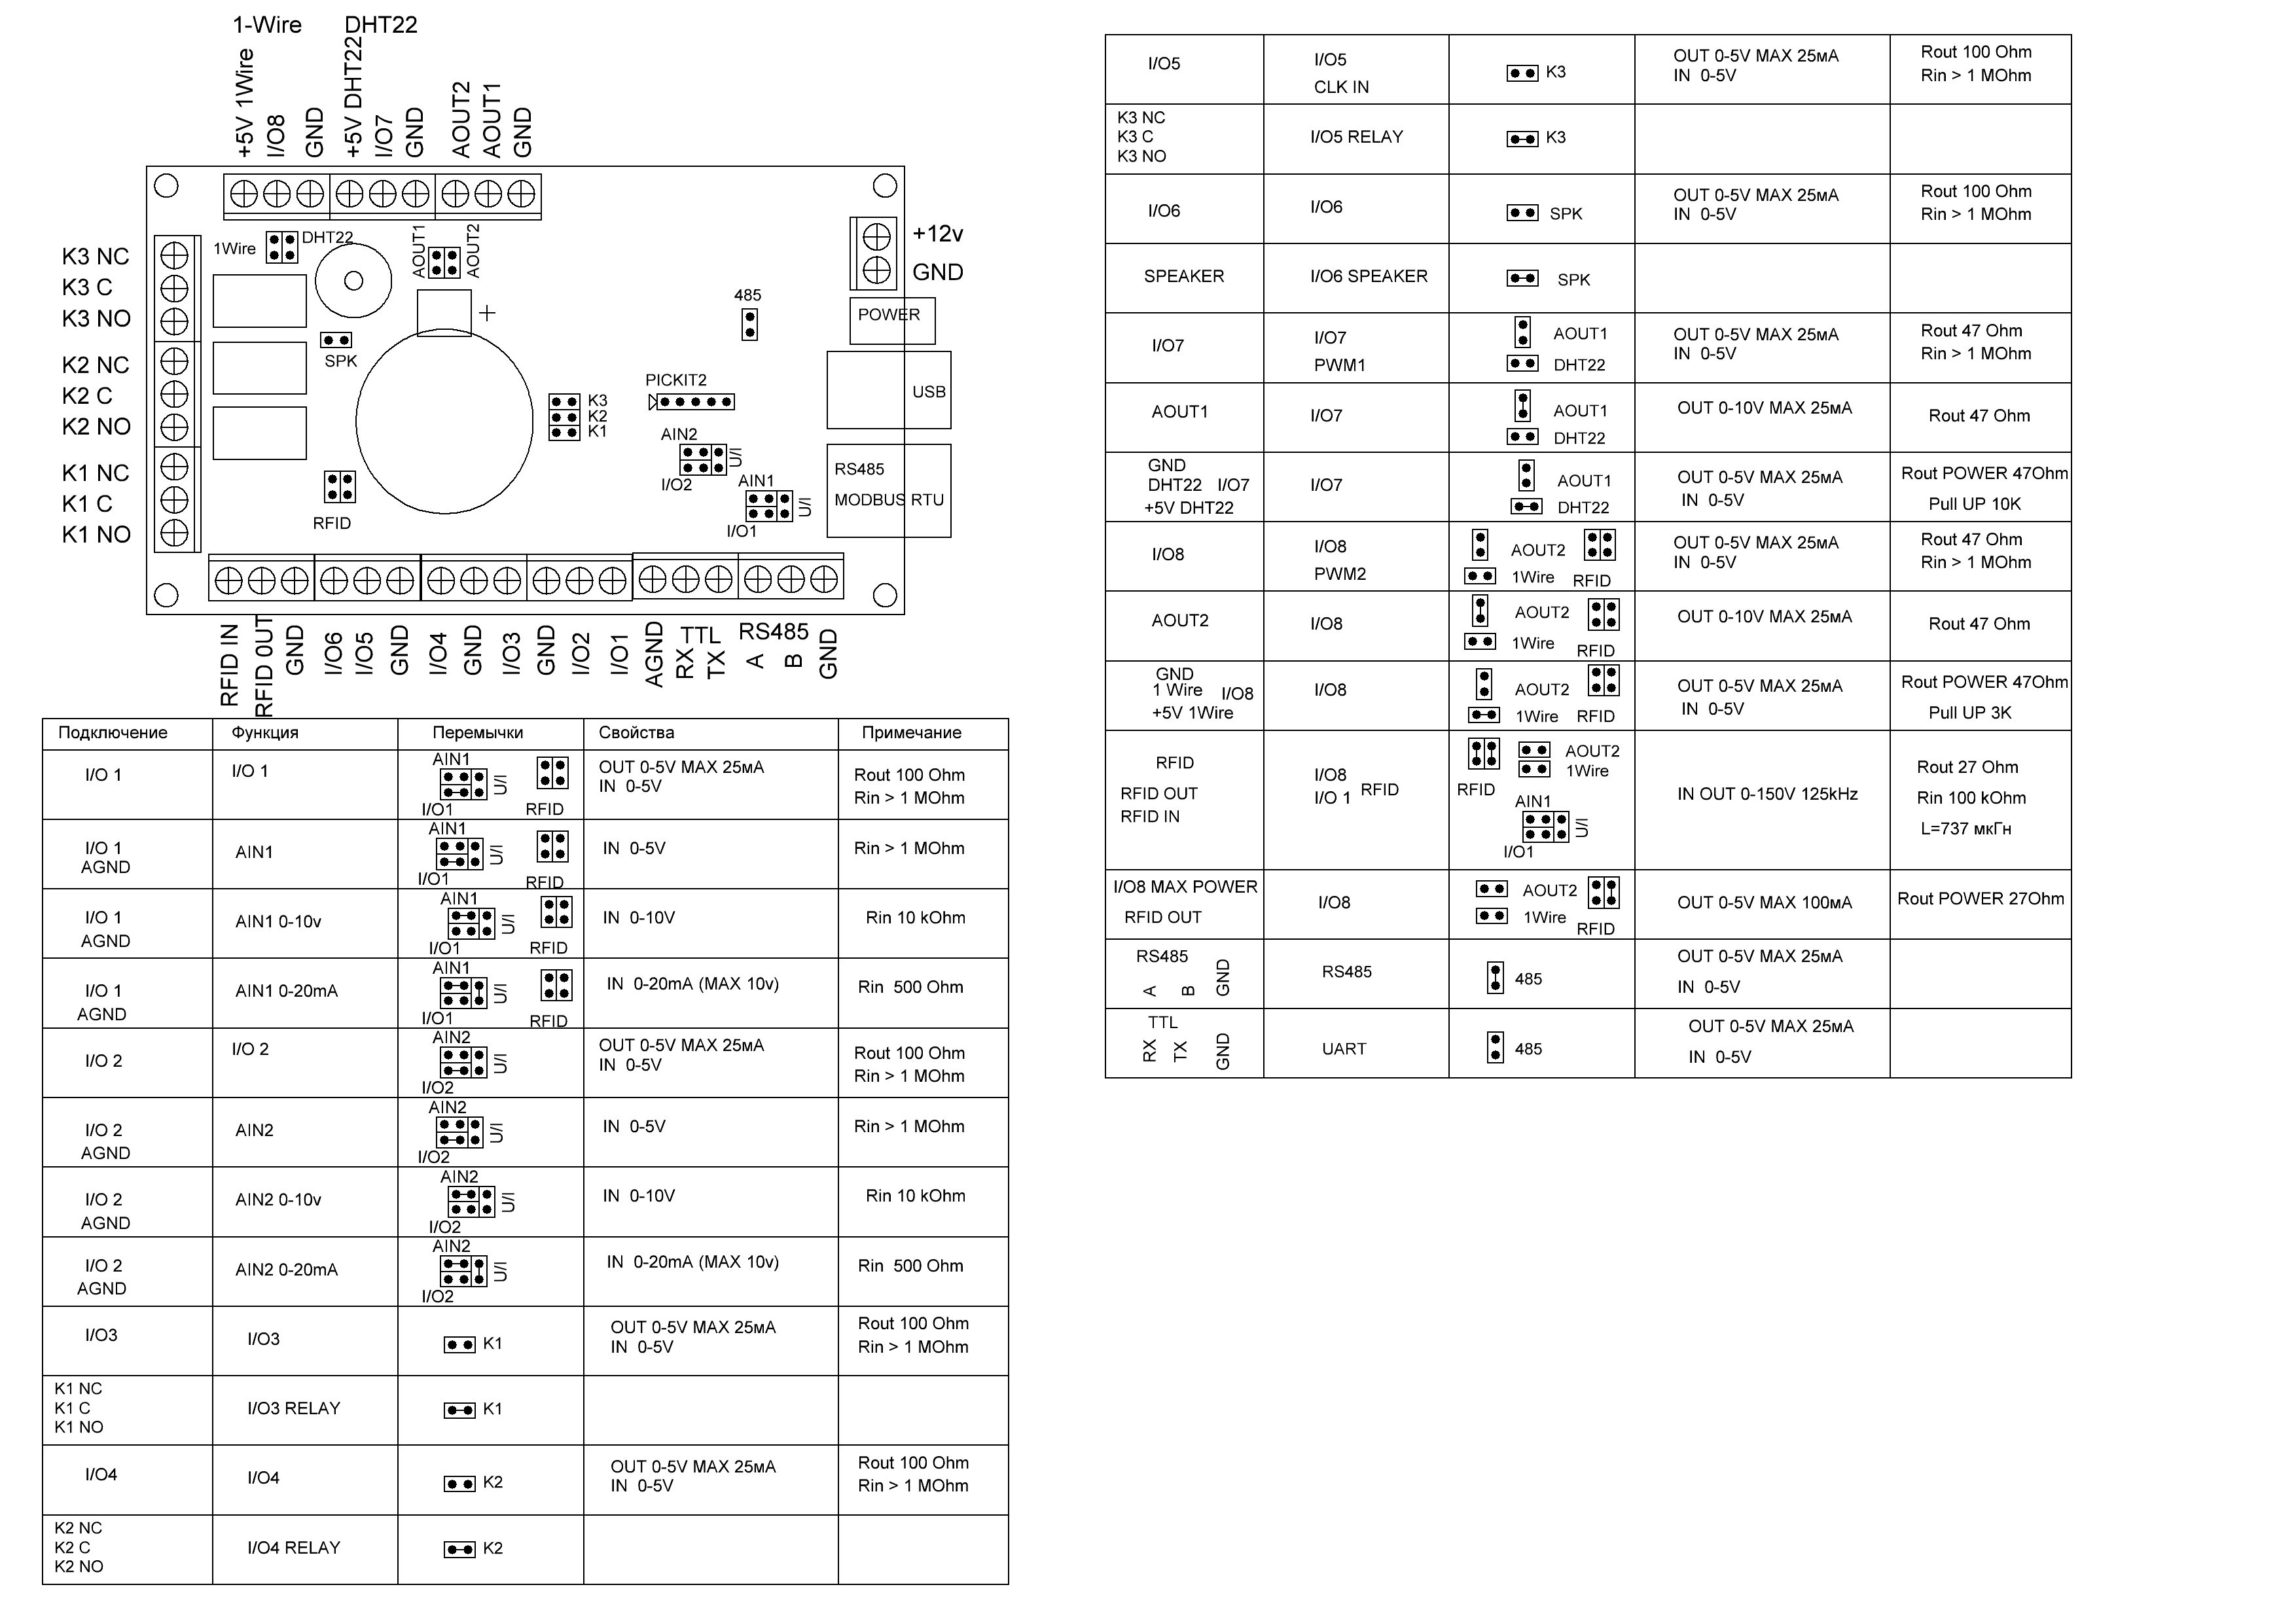 1-Wire DHT22
+5V 1Wire
I/O8
GND
+5V DHT22
I/O7
GND
AOUT2
AOUT1
GND
1Wire
DHT22
AOUT1
AOUT2
+12v
GND
K3 NC
K3 C
K3 NO
K2 NC
K2 C
K2 NO
K1 NC
K1 C
K1 NO
+
SPK
485
POWER
USB
PICKIT2
K3
K2
K1
AIN2
U/I
I/O2
AIN1
U/I
I/O1
RS485
MODBUS RTU
RFID
RFID IN
RFID 0UT
GND
I/O6
I/O5
GND
I/O4
GND
I/O3
GND
I/O2
I/O1
AGND
TTL
RX
TX
RS485
A
B
GND
Подключение Функция Перемычки Свойства Примечание
I/O 1
I/O 1
AIN1
U/I
I/O1
RFID
OUT 0-5V MAX 25мА
IN 0-5V
Rout 100 Ohm
Rin > 1 MOhm
I/O 1
AGND
AIN1
AIN1
U/I
I/O1
RFID
IN 0-5V
Rin > 1 MOhm
I/O 1
AGND
AIN1 0-10v
AIN1
U/I
I/O1
RFID
IN 0-10V
Rin 10 kOhm
I/O 1
AGND
AIN1 0-20mA
AIN1
U/I
I/O1
RFID
IN 0-20mA (MAX 10v)
Rin 500 Ohm
I/O 2
I/O 2
AIN2
U/I
I/O2
OUT 0-5V MAX 25мА
IN 0-5V
Rout 100 Ohm
Rin > 1 MOhm
I/O 2
AGND
AIN2
AIN2
U/I
I/O2
IN 0-5V
Rin > 1 MOhm
I/O 2
AGND
AIN2 0-10v
AIN2
U/I
I/O2
IN 0-10V
Rin 10 kOhm
I/O 2
AGND
AIN2 0-20mA
AIN2
U/I
I/O2
IN 0-20mA (MAX 10v)
Rin 500 Ohm
I/O3
I/O3
K1
OUT 0-5V MAX 25мА
IN 0-5V
Rout 100 Ohm
Rin > 1 MOhm
K1 NC
K1 C
K1 NO
I/O3 RELAY
K1
I/O4
I/O4
K2
OUT 0-5V MAX 25мА
IN 0-5V
Rout 100 Ohm
Rin > 1 MOhm
K2 NC
K2 C
K2 NO
I/O4 RELAY
K2
I/O5
I/O5
CLK IN
K3
OUT 0-5V MAX 25мА
IN 0-5V
Rout 100 Ohm
Rin > 1 MOhm
K3 NC
K3 C
K3 NO
I/O5 RELAY
K3
I/O6
I/O6
SPK
OUT 0-5V MAX 25мА
IN 0-5V
Rout 100 Ohm
Rin > 1 MOhm
SPEAKER
I/O6 SPEAKER
SPK
I/O7
I/O7
PWM1
AOUT1
DHT22
OUT 0-5V MAX 25мА
IN 0-5V
Rout 47 Ohm
Rin > 1 MOhm
AOUT1
I/O7
AOUT1
DHT22
OUT 0-10V MAX 25мА
Rout 47 Ohm
GND
DHT22 I/O7
+5V DHT22
I/O7
AOUT1
DHT22
OUT 0-5V MAX 25мА
IN 0-5V
Rout POWER 47Ohm
Pull UP 10K
I/O8
I/O8
PWM2
AOUT2
1Wire RFID
OUT 0-5V MAX 25мА
IN 0-5V
Rout 47 Ohm
Rin > 1 MOhm
AOUT2
I/O8
AOUT2
1Wire RFID
OUT 0-10V MAX 25мА
Rout 47 Ohm
GND
1 Wire I/O8
+5V 1Wire
I/O8
AOUT2
1Wire RFID
OUT 0-5V MAX 25мА
IN 0-5V
Rout POWER 47Ohm
Pull UP 3K
RFID
RFID OUT
RFID IN
I/O8
I/O 1 RFID
AOUT2
1Wire
RFID
AIN1
U/I
I/O1
IN OUT 0-150V 125kHz
Rout 27 Ohm
Rin 100 kOhm
L=737 мкГн
I/O8 MAX POWER
RFID OUT
I/O8
AOUT2
1Wire
RFID
OUT 0-5V MAX 100мА
Rout POWER 27Ohm
RS485
A
B
GND
RS485
485
OUT 0-5V MAX 25мА
IN 0-5V
TTL
RX
TX
GND
UART
485
OUT 0-5V MAX 25мА
IN 0-5V